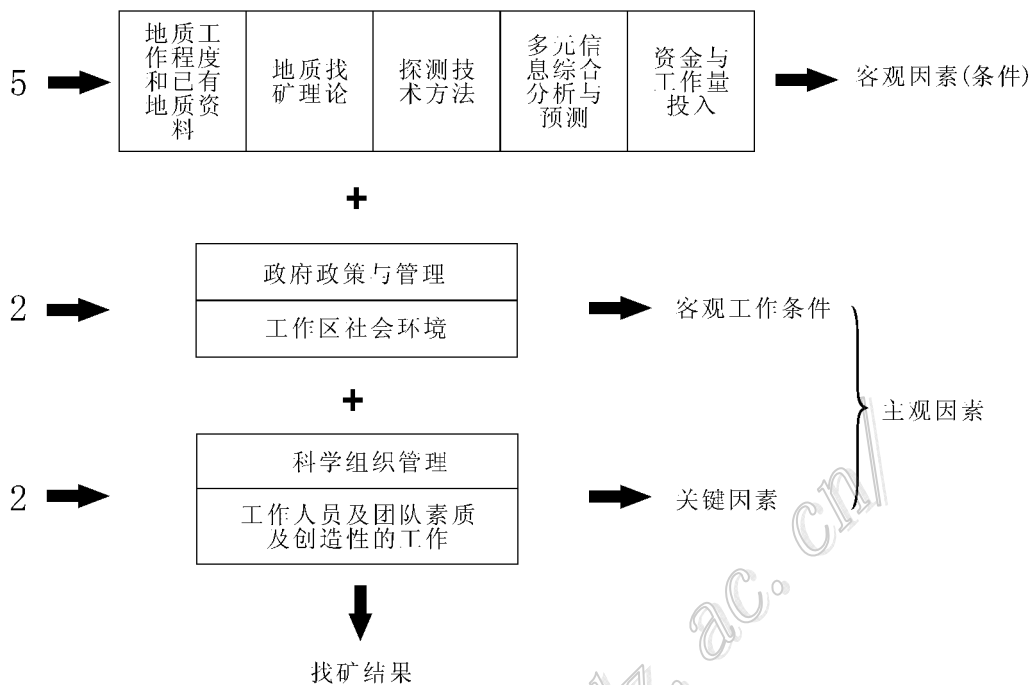 5
地质工
作程度
和已有
地质资
料
地质找
矿理论
探测技
术方法
多元信
息综合
分析与
预测
资金与
工作量
投入
客观因素(条件)
+
2
政府政策与管理
工作区社会环境
客观工作条件
+
主观因素
2
科学组织管理
工作人员及团队素质
及创造性的工作
关键因素
找矿结果
ac.cn/